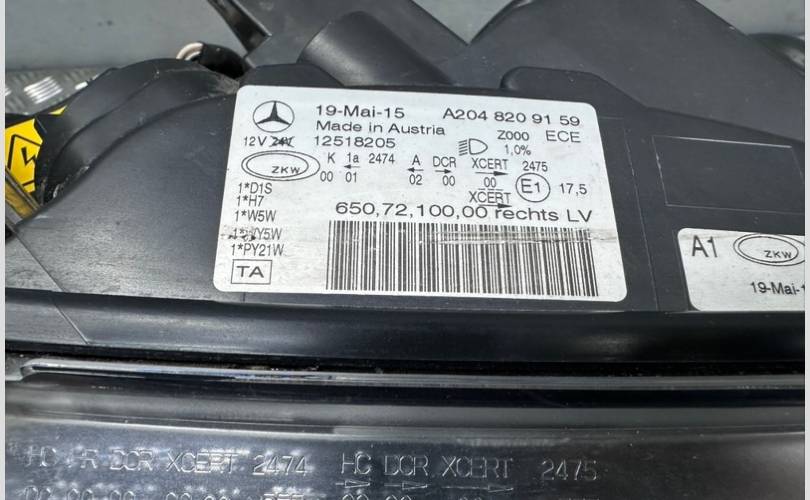 19-Mai-15 A204 820 91 59
Made in Austria Z000 ECE
12V 24V 12518205 1,0%
ZKW K 1a 2474 A DCR XCERT 2475
00 01 02 00 00 E1 17,5
XCERT
1*D1S
1*H7
650,72,100,00 rechts LV
1*W5W
1*WY5W
1*PY21W
TA
A1 ZKW
19-Mai-1
HC HR DCR XCERT 2474 HC DCR XCERT 2475